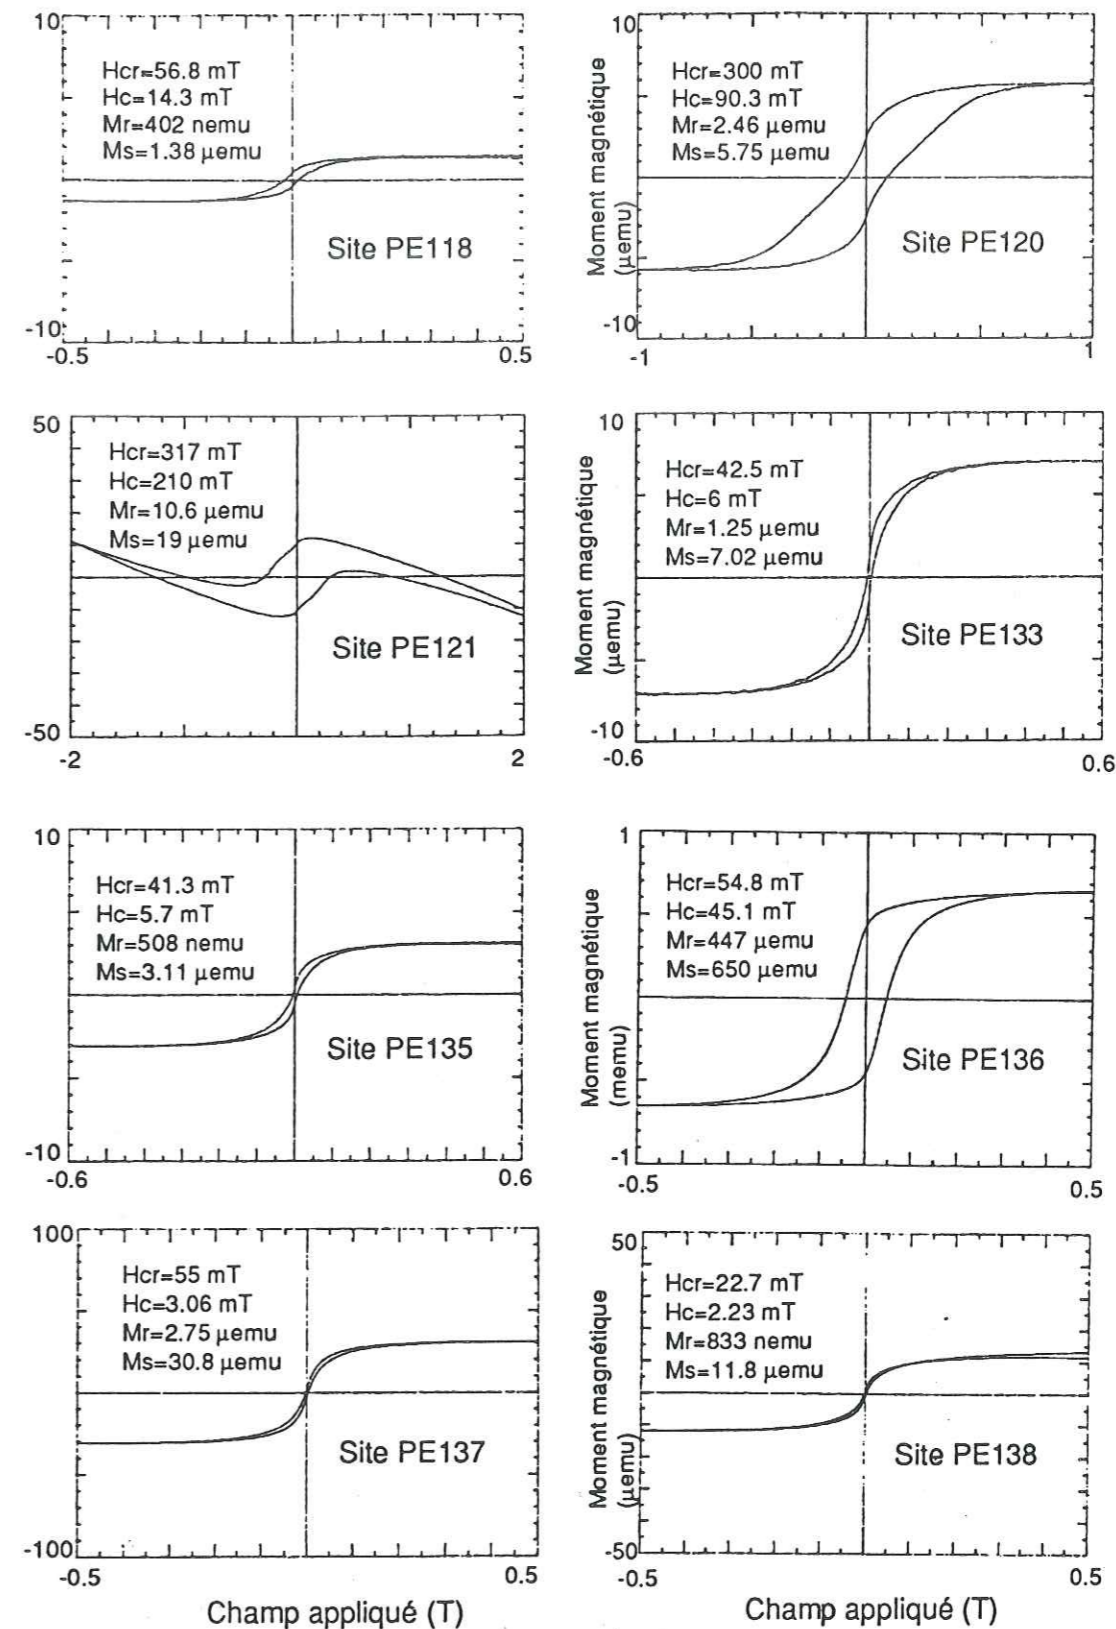 10
Hcr=56.8 mT
Hc=14.3 mT
Mr=402 nemu
Ms=1.38 µemu
Site PE118
-10
-0.5
0.5
Moment magnétique
(µemu)
10
Hcr=300 mT
Hc=90.3 mT
Mr=2.46 µemu
Ms=5.75 µemu
Site PE120
-10
-1
1
50
Hcr=317 mT
Hc=210 mT
Mr=10.6 µemu
Ms=19 µemu
Site PE121
-50
-2
2
Moment magnétique
(µemu)
10
Hcr=42.5 mT
Hc=6 mT
Mr=1.25 µemu
Ms=7.02 µemu
Site PE133
-10
-0.6
0.6
10
Hcr=41.3 mT
Hc=5.7 mT
Mr=508 nemu
Ms=3.11 µemu
Site PE135
-10
-0.6
0.6
Moment magnétique
(memu)
1
Hcr=54.8 mT
Hc=45.1 mT
Mr=447 µemu
Ms=650 µemu
Site PE136
-1
-0.5
0.5
100
Hcr=55 mT
Hc=3.06 mT
Mr=2.75 µemu
Ms=30.8 µemu
Site PE137
-100
-0.5
0.5
Champ appliqué (T)
Moment magnétique
(µemu)
50
Hcr=22.7 mT
Hc=2.23 mT
Mr=833 nemu
Ms=11.8 µemu
Site PE138
-50
-0.5
0.5
Champ appliqué (T)